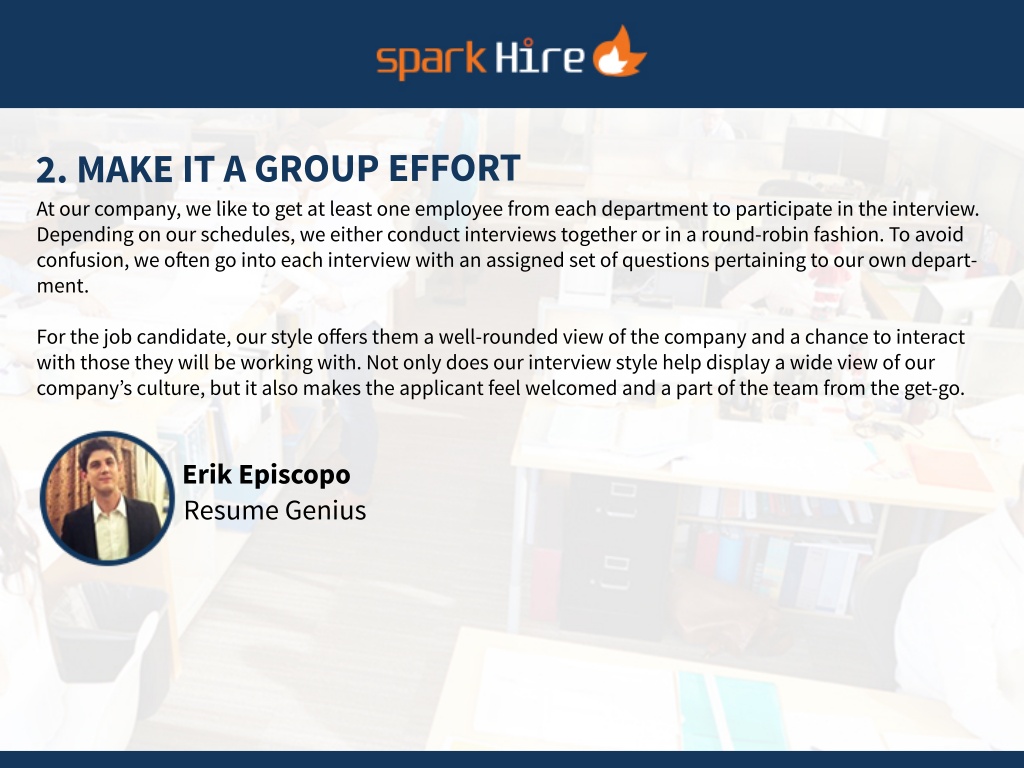 spark Hire
2. MAKE IT A GROUP EFFORT
At our company, we like to get at least one employee from each department to participate in the interview.
Depending on our schedules, we either conduct interviews together or in a round-robin fashion. To avoid
confusion, we often go into each interview with an assigned set of questions pertaining to our own depart-
ment.
For the job candidate, our style offers them a well-rounded view of the company and a chance to interact
with those they will be working with. Not only does our interview style help display a wide view of our
company’s culture, but it also makes the applicant feel welcomed and a part of the team from the get-go.
Erik Episcopo
Resume Genius